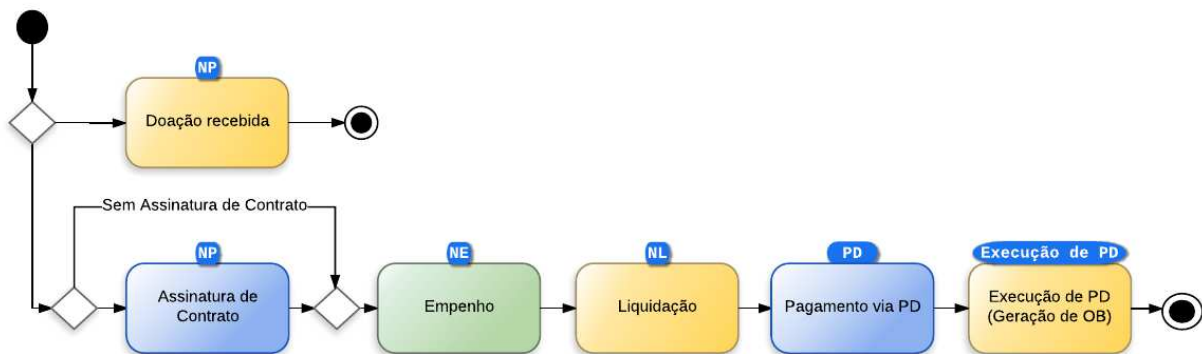 NP
Doação recebida
Sem Assinatura de Contrato
NP
Assinatura de
Contrato
NE
Empenho
NL
Liquidação
PD
Pagamento via PD
Execução de PD
Execução de PD
(Geração de OB)